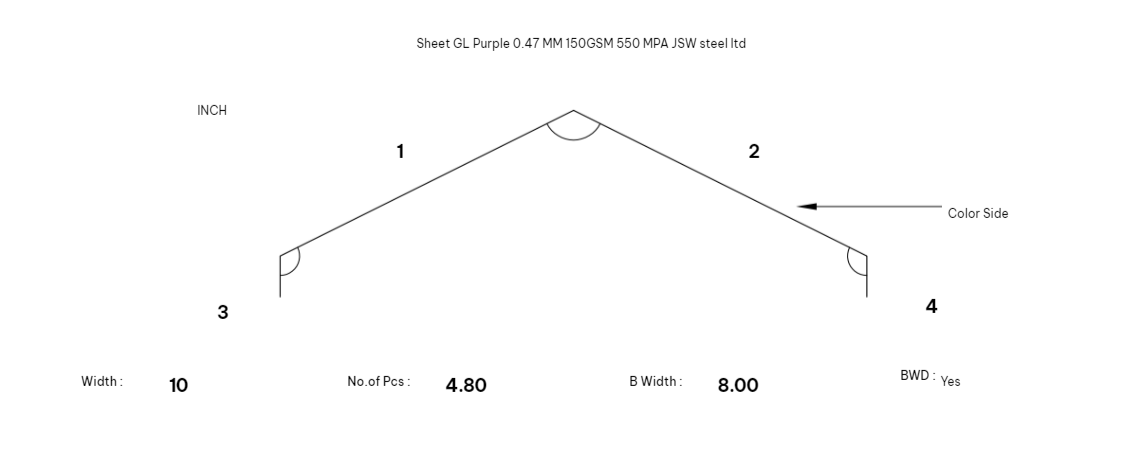 Sheet GL Purple 0.47 MM 150GSM 550 MPA JSW steel ltd
INCH
1
2
Color Side
3
4
Width : 10 No.of Pcs : 4.80 B Width : 8.00 BWD : Yes